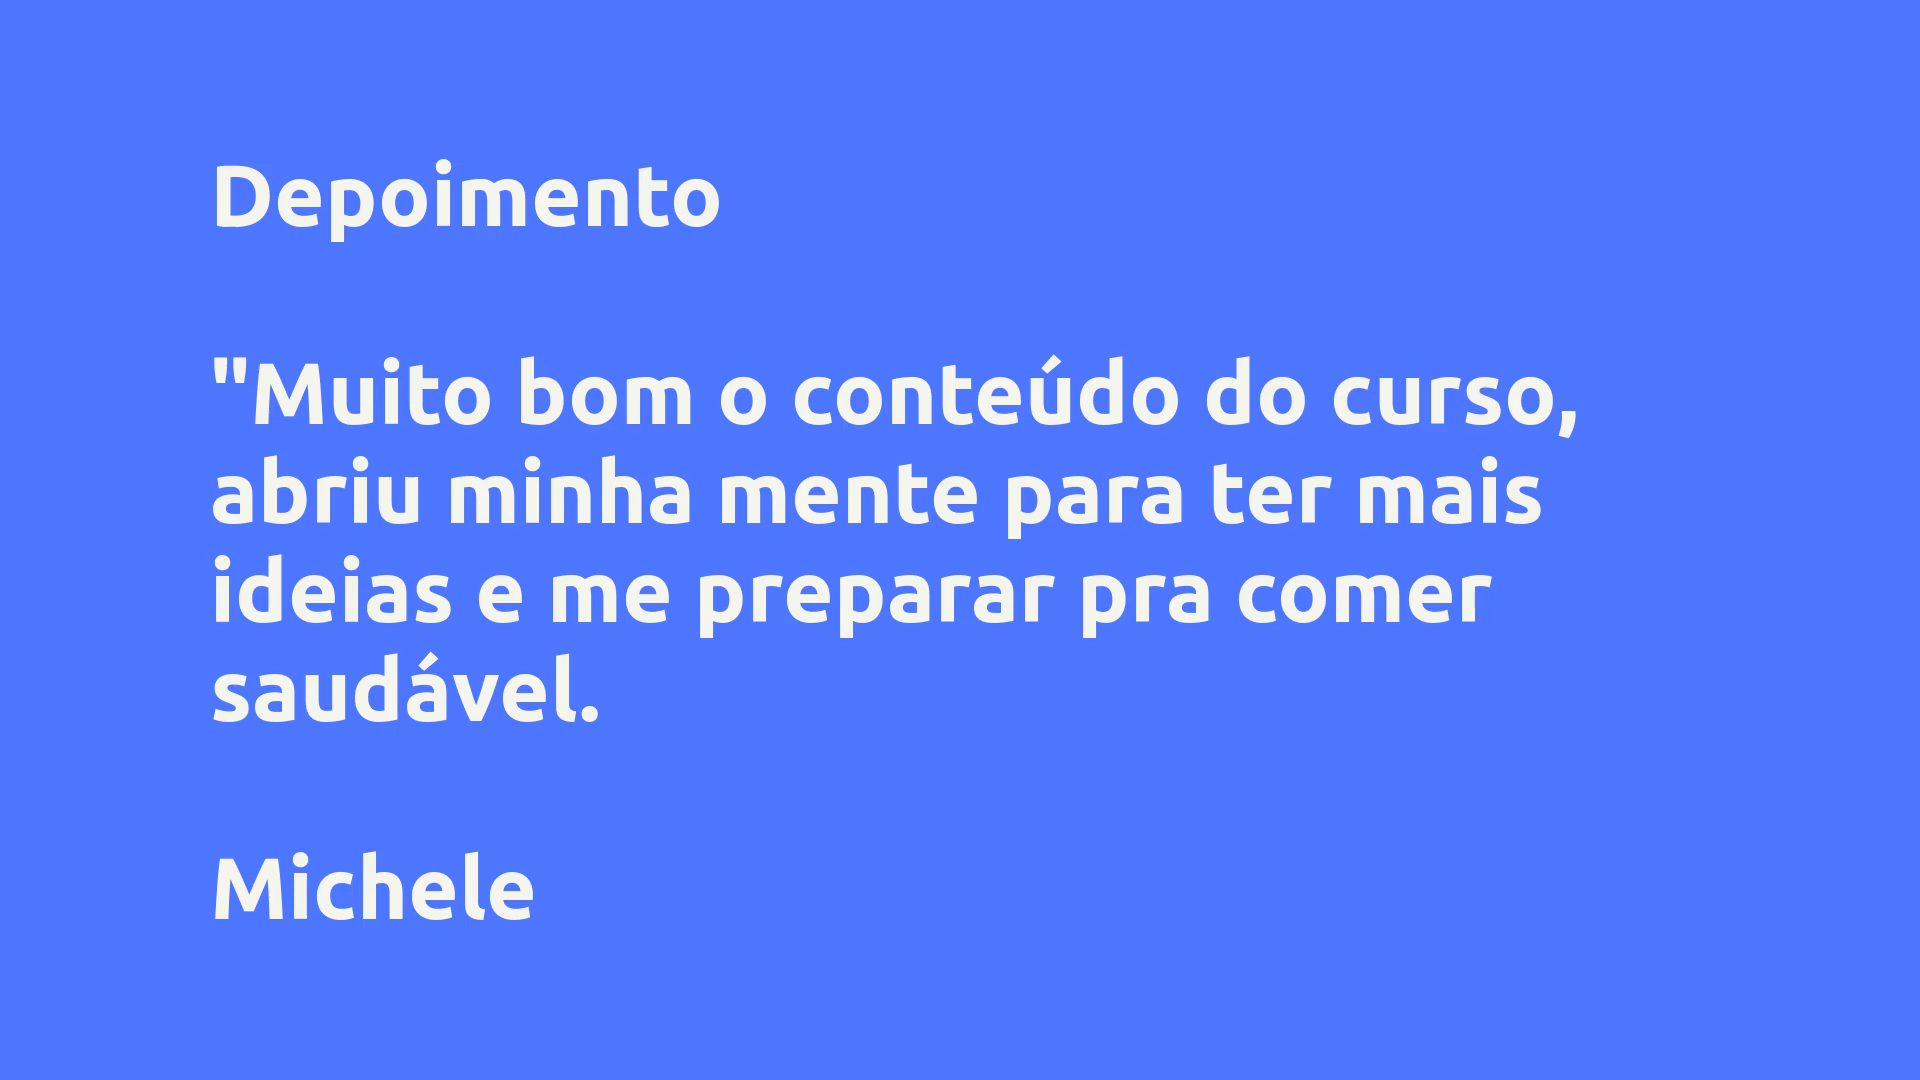 Depoimento
"Muito bom o conteúdo do curso,
abriu minha mente para ter mais
ideias e me preparar pra comer
saudável.
Michele